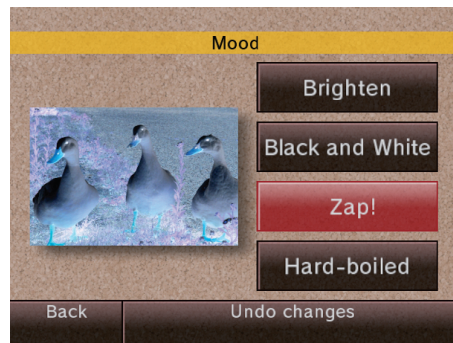 Mood
Brighten
Black and White
Zap!
Hard-boiled
Back
Undo changes